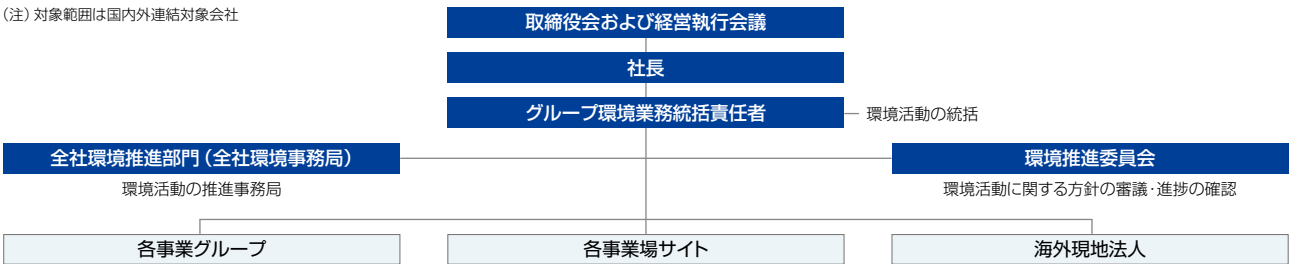 (注) 対象範囲は国内外連結対象会社
取締役会および経営執行会議
社長
グループ環境業務統括責任者
環境活動の統括
全社環境推進部門(全社環境事務局)
環境活動の推進事務局
環境推進委員会
環境活動に関する方針の審議・進捗の確認
各事業グループ
各事業場サイト
海外現地法人